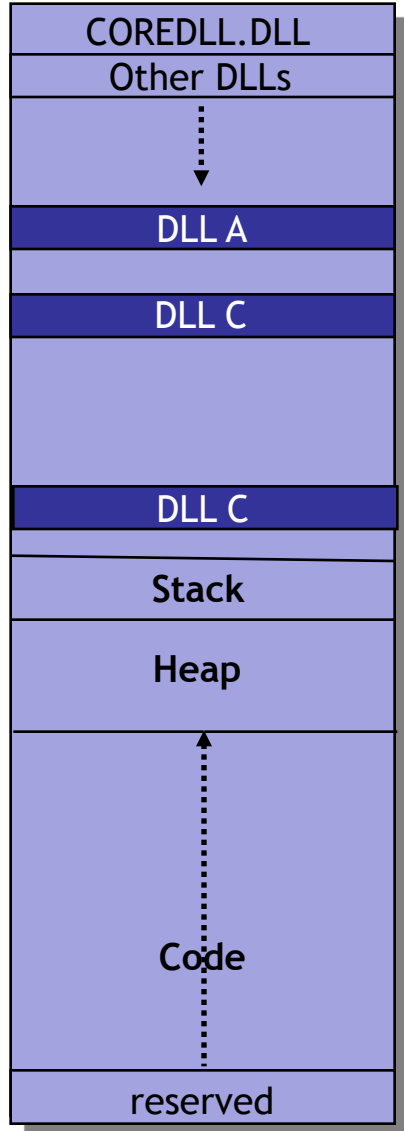 COREDLL.DLL
Other DLLs
DLL A
DLL C
DLL C
Stack
Heap
Code
reserved